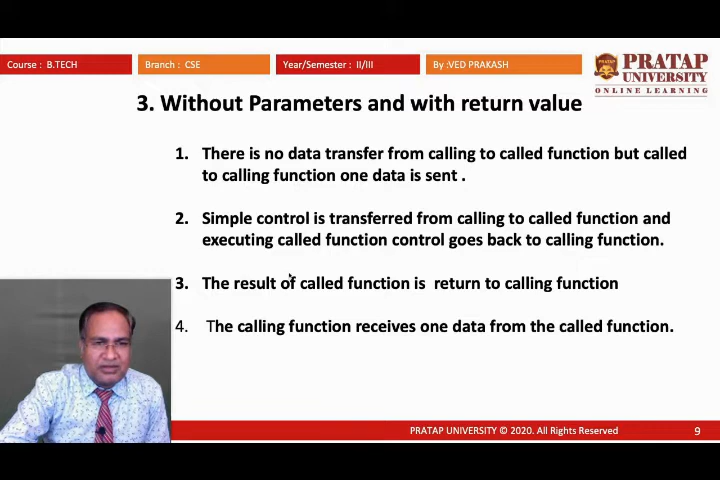 Course : B.TECH
Branch : CSE
Year/Semester : II/III
By :VED PRAKASH
PRATAP
PRATAP
UNIVERSITY
ONLINE LEARNING
3. Without Parameters and with return value
1. There is no data transfer from calling to called function but called
to calling function one data is sent .
2. Simple control is transferred from calling to called function and
executing called function control goes back to calling function.
3. The result of called function is return to calling function
4. The calling function receives one data from the called function.
PRATAP UNIVERSITY © 2020. All Rights Reserved
9